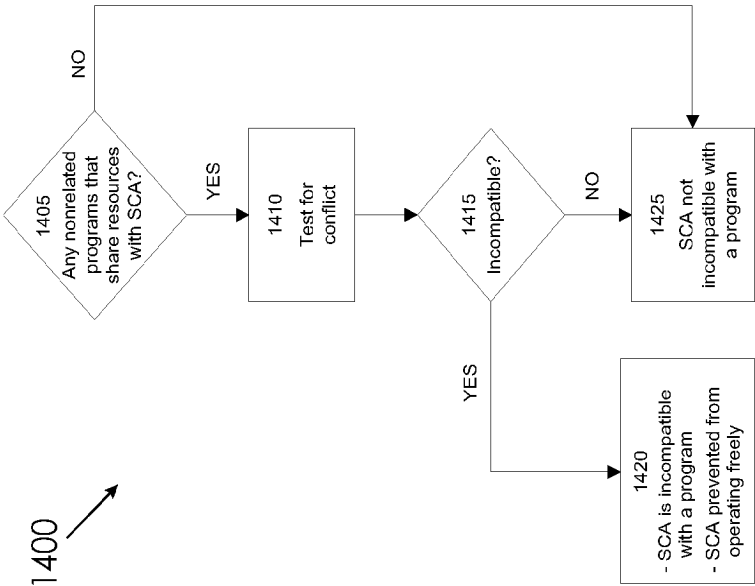 1400
1405
Any nonrelated
programs that
share resources
with SCA?
NO
YES
1410
Test for
conflict
1415
Incompatible?
YES
NO
1420
- SCA is incompatible
with a program
- SCA prevented from
operating freely
1425
SCA not
incompatible with
a program